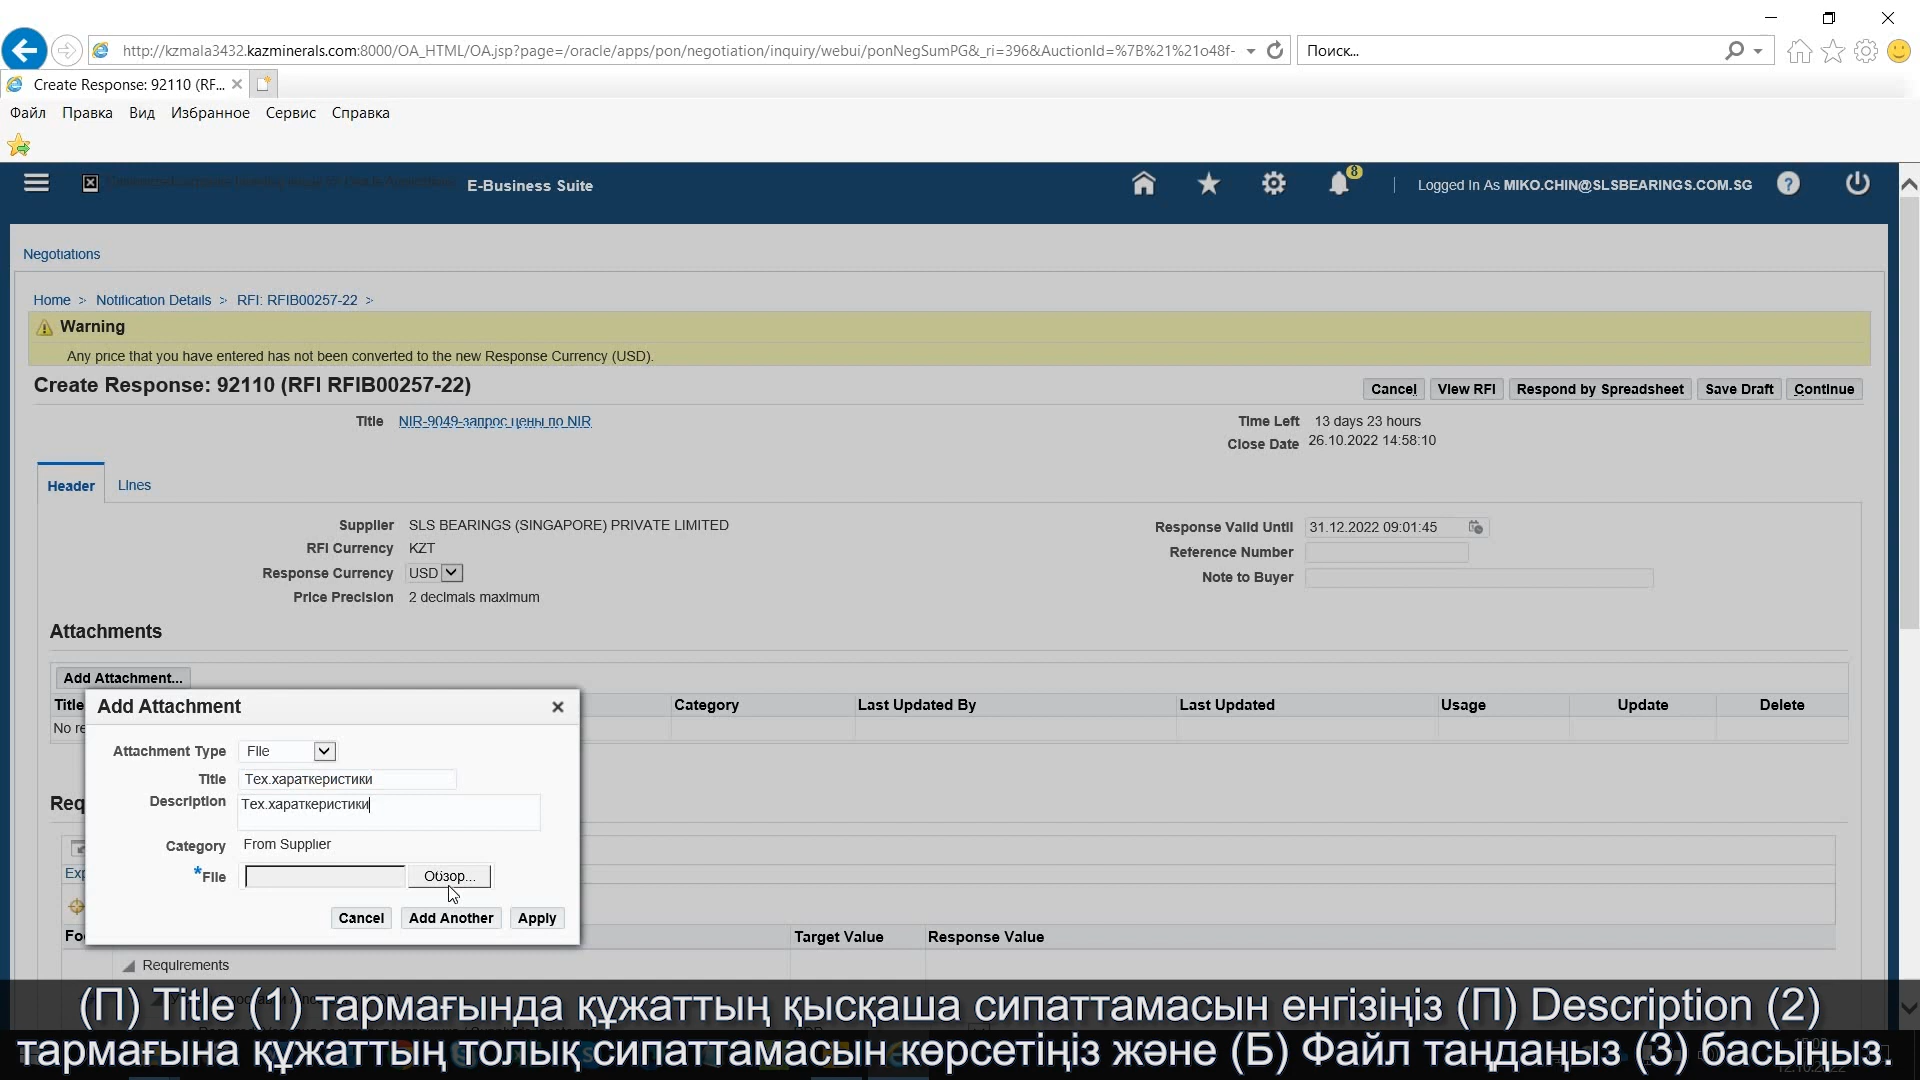 http://kzmala3432.kazminerals.com:8000/OA_HTML/OA.jsp?page=/oracle/apps/pon/negotiation/inquiry/webui/ponNegSumPG&_ri=396&AuctionId=%7B%21%21o48f-
Поиск...
Create Response: 92110 (RF...
Файл Правка Вид Избранное Сервис Справка
E-Business Suite
8
Logged In As MIKO.CHIN@SLSBEARINGS.COM.SG
Negotiations
Home > Notification Details > RFI: RFIB00257-22 >
Warning
Any price that you have entered has not been converted to the new Response Currency (USD).
Create Response: 92110 (RFI RFIB00257-22)
Cancel View RFI Respond by Spreadsheet Save Draft Continue
Title NIR-9049-запрос цены по NIR
Time Left 13 days 23 hours
Close Date 26.10.2022 14:58:10
Header Lines
Supplier SLS BEARINGS (SINGAPORE) PRIVATE LIMITED
RFI Currency KZT
Response Currency USD
Price Precision 2 decimals maximum
Response Valid Until 31.12.2022 09:01:45
Reference Number
Note to Buyer
Attachments
Add Attachment...
Title Category Last Updated By Last Updated Usage Update Delete
No re
Add Attachment
Attachment Type File
Title Тех.хараткеристики
Description Тех.хараткеристики
Category From Supplier
*File Обзор...
Cancel Add Another Apply
Req
Exp
Fo
Target Value Response Value
Requirements
(П) Title (1) тармағында құжаттың қысқаша сипаттамасын енгізіңіз (П) Description (2)
тармағына құжаттың толық сипаттамасын көрсетіңіз және (Б) Файл таңдаңыз (3) басыңыз.